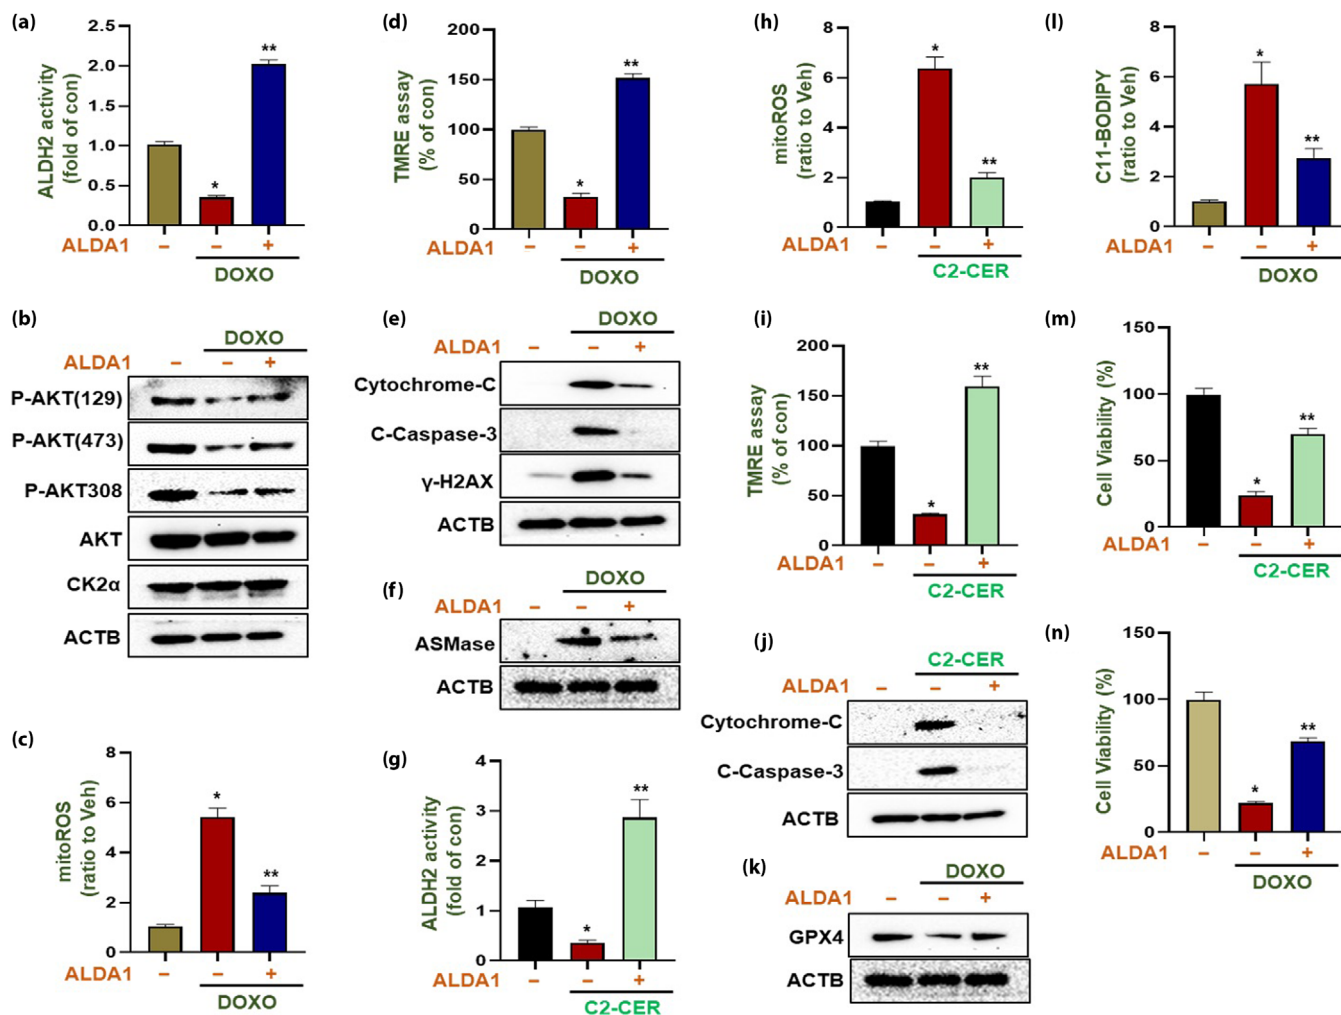 (a)
2.5
2.0
1.5
1.0
0.5
0.0
ALDH2 activity
(fold of con)
*
**
ALDA1 – – +
DOXO
(b)
DOXO
ALDA1 – – +
P-AKT(129)
P-AKT(473)
P-AKT308
AKT
CK2α
ACTB
(c)
8
6
4
2
0
mitoROS
(ratio to Veh)
*
**
ALDA1 – – +
DOXO
(d)
200
150
100
50
0
TMRE assay
(% of con)
*
**
ALDA1 – – +
DOXO
(e)
DOXO
ALDA1 – – +
Cytochrome-C
C-Caspase-3
γ-H2AX
ACTB
(f)
DOXO
ALDA1 – – +
ASMase
ACTB
(g)
4
3
2
1
0
ALDH2 activity
(fold of con)
*
**
ALDA1 – – +
C2-CER
(h)
8
6
4
2
0
mitoROS
(ratio to Veh)
*
**
ALDA1 – – +
C2-CER
(i)
200
150
100
50
0
TMRE assay
(% of con)
*
**
ALDA1 – – +
C2-CER
(j)
C2-CER
ALDA1 – – +
Cytochrome-C
C-Caspase-3
ACTB
(k)
DOXO
ALDA1 – – +
GPX4
ACTB
(l)
8
6
4
2
0
C11-BODIPY
(ratio to Veh)
*
**
ALDA1 – – +
DOXO
(m)
150
100
50
0
Cell Viability (%)
*
**
ALDA1 – – +
C2-CER
(n)
150
100
50
0
Cell Viability (%)
*
**
ALDA1 – – +
DOXO